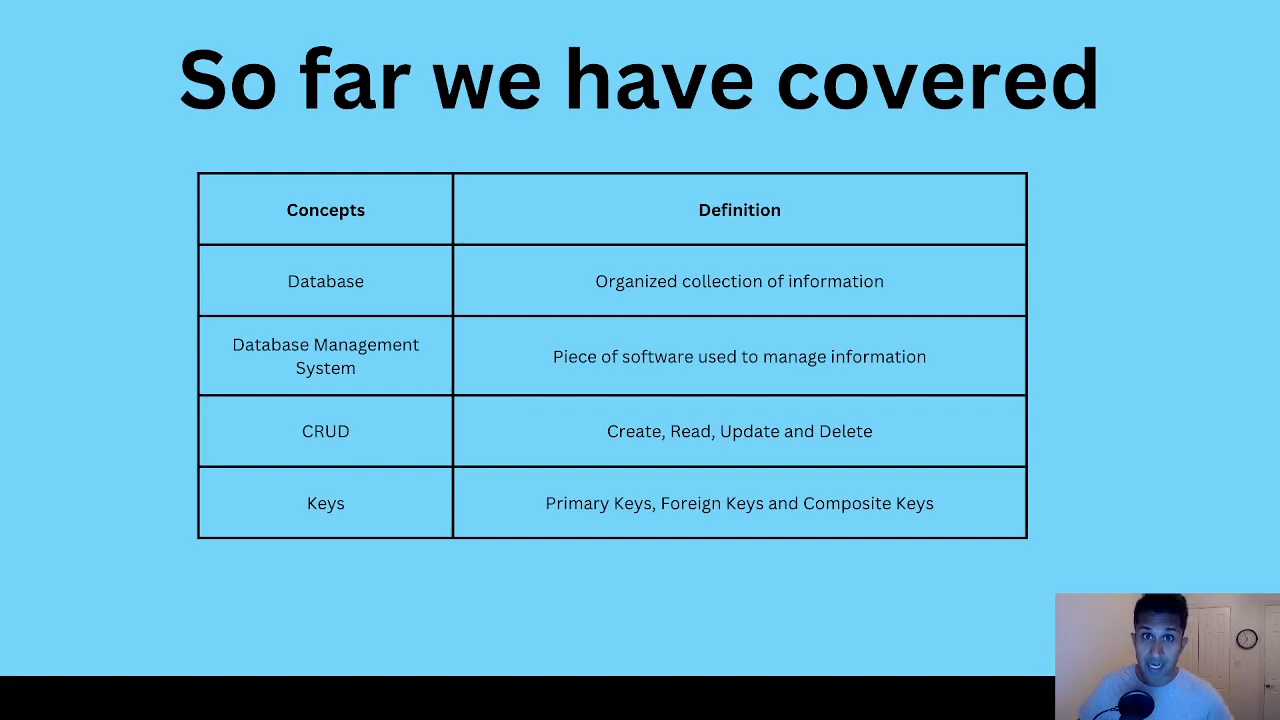 So far we have covered
Concepts
Definition
Database
Organized collection of information
Database Management
System
Piece of software used to manage information
CRUD
Create, Read, Update and Delete
Keys
Primary Keys, Foreign Keys and Composite Keys